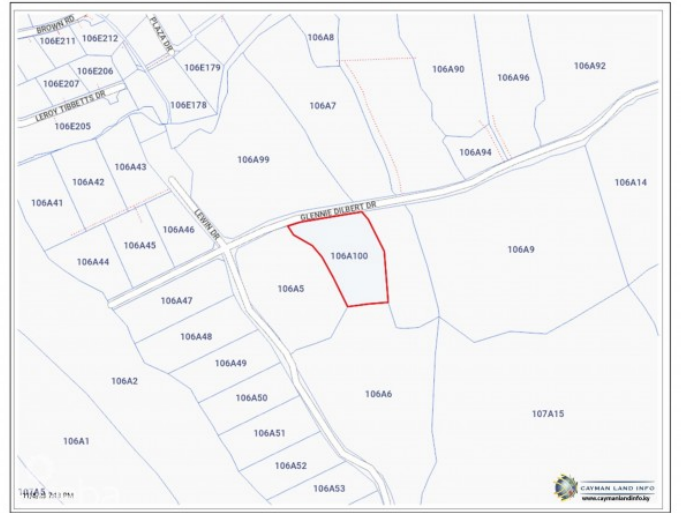 BROWN RD
106E211
106E212
PLAZA DR
106A8
106A90
106A96
106A92
106E206
106E179
106E207
106E178
106A7
LEROY TIBBETTS DR
106E205
106A94
106A43
106A99
106A42
106A14
106A41
LEWIN DR
GLENNIE DILBERT DR
106A46
106A45
106A44
106A100
106A9
106A5
106A47
106A48
106A49
106A2
106A50
106A6
107A15
106A51
106A1
106A52
106A53
CAYMAN LAND INFO
www.caymanlandinfo.ky